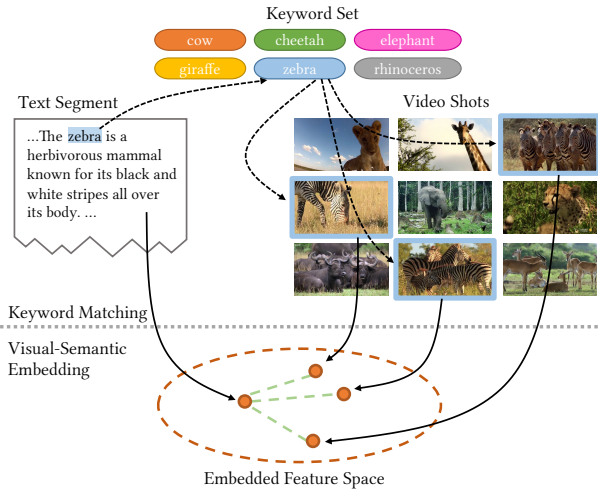 Keyword Set
cow cheetah elephant
giraffe zebra rhinoceros
Text Segment
Video Shots
...The zebra is a
herbivorous mammal
known for its black and
white stripes all over
its body. ...
Keyword Matching
Visual-Semantic
Embedding
Embedded Feature Space